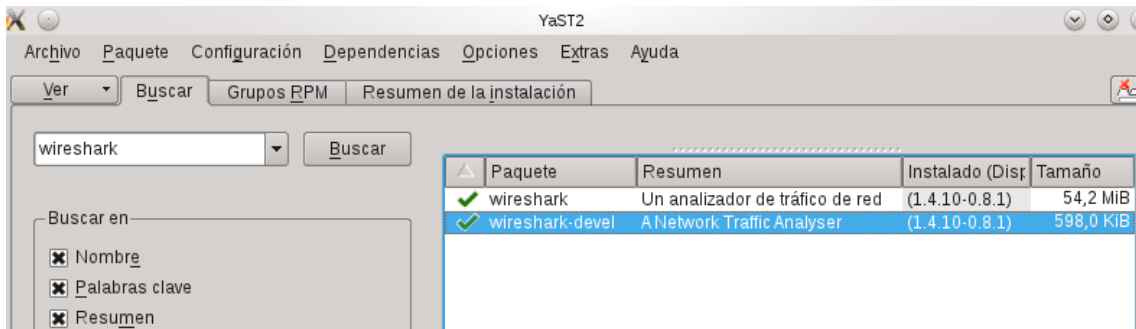 YaST2
Archivo Paquete Configuración Dependencias Opciones Extras Ayuda
Ver Buscar Grupos RPM Resumen de la instalación
wireshark Buscar
Paquete Resumen Instalado (Disp Tamaño
wireshark Un analizador de tráfico de red (1.4.10-0.8.1) 54,2 MiB
wireshark-devel A Network Traffic Analyser (1.4.10-0.8.1) 598,0 KiB
Buscar en
Nombre
Palabras clave
Resumen